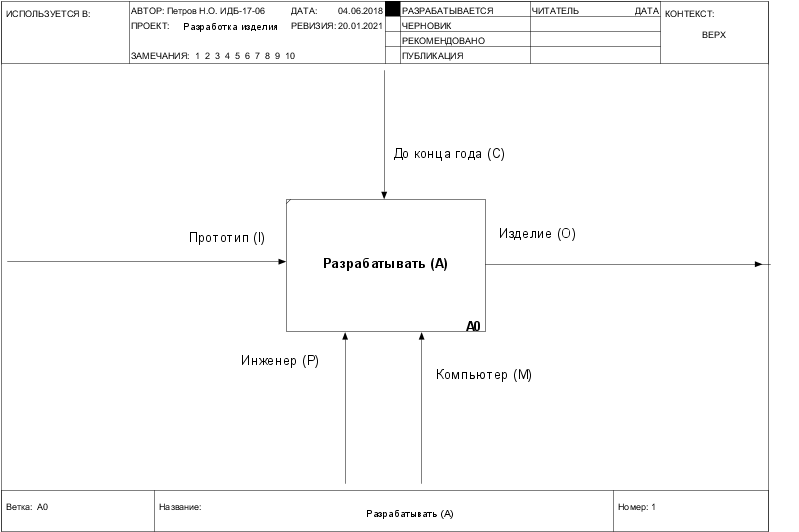 ИСПОЛЬЗУЕТСЯ В:
АВТОР: Петров Н.О. ИДБ-17-06 ДАТА: 04.06.2018
ПРОЕКТ: Разработка изделия РЕВИЗИЯ: 20.01.2021
ЗАМЕЧАНИЯ: 1 2 3 4 5 6 7 8 9 10
РАЗРАБАТЫВАЕТСЯ
ЧЕРНОВИК
РЕКОМЕНДОВАНО
ПУБЛИКАЦИЯ
ЧИТАТЕЛЬ ДАТА
КОНТЕКСТ:
ВЕРХ
До конца года (C)
Прототип (I)
Изделие (O)
Разрабатывать (A)
A0
Инженер (P)
Компьютер (M)
Ветка: A0
Название:
Разрабатывать (A)
Номер: 1